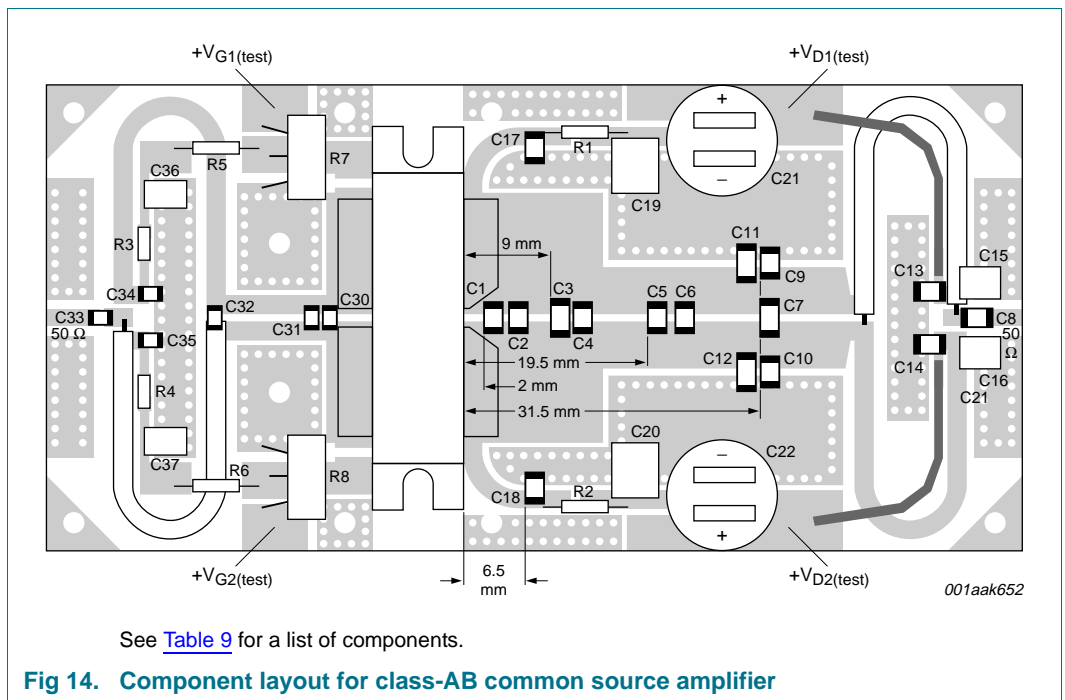 +VG1(test)
+VD1(test)
+
−
C17
R1
R5
R7
C21
C36
C19
R3
9 mm
C11
C9
C15
C34
C1
C3
C5 C6
C13
C33
C32
C30
C31
C7
C8
50 Ω
50
Ω
C2
C4
C35
19.5 mm
C12
C10
C14
C16
R4
2 mm
C21
31.5 mm
C37
C20
−
C22
R6
R8
C18
R2
+
+VG2(test)
6.5
mm
+VD2(test)
001aak652
See Table 9 for a list of components.
Fig 14. Component layout for class-AB common source amplifier